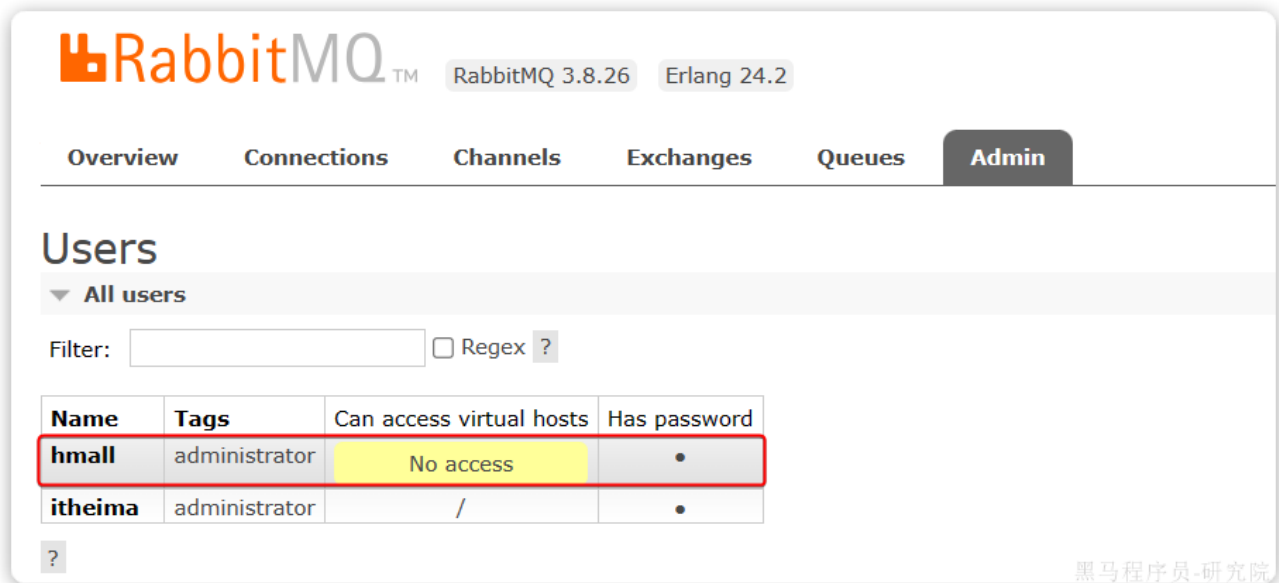 RabbitMQ TM RabbitMQ 3.8.26 Erlang 24.2
Overview Connections Channels Exchanges Queues Admin
Users
All users
Filter: Regex ?
Name Tags Can access virtual hosts Has password
hmall administrator No access •
itheima administrator / •
?
黑马程序员-研究院